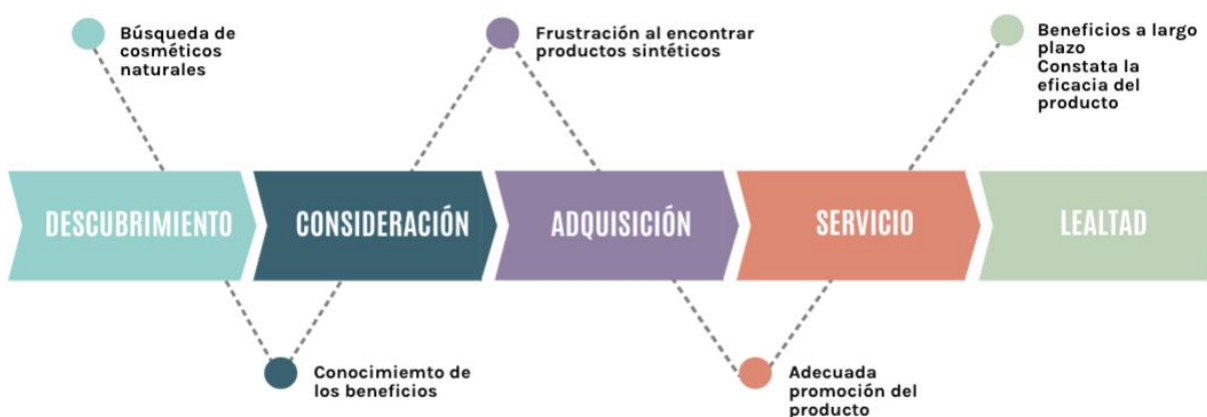 Búsqueda de
cosméticos
naturales
Frustración al encontrar
productos sintéticos
Beneficios a largo
plazo
Constata la
eficacia del
producto
DESCUBRIMIENTO
CONSIDERACIÓN
ADQUISICIÓN
SERVICIO
LEALTAD
Conocimiemto de
los beneficios
Adecuada
promoción del
producto